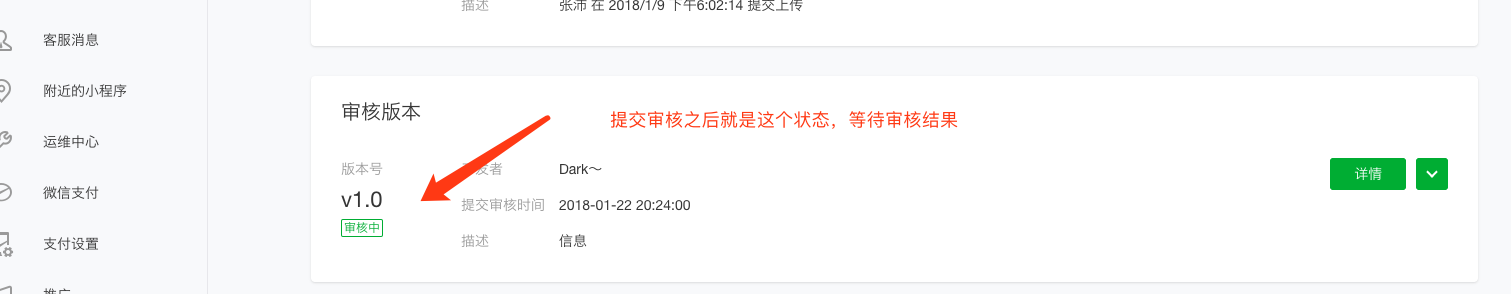 描述 张沛 在 2018/1/9 下午6:02:14 提交上传
客服消息
附近的小程序
运维中心
微信支付
支付设置
审核版本
提交审核之后就是这个状态，等待审核结果
版本号
v1.0
审核中
发者 Dark～
提交审核时间 2018-01-22 20:24:00
描述 信息
详情